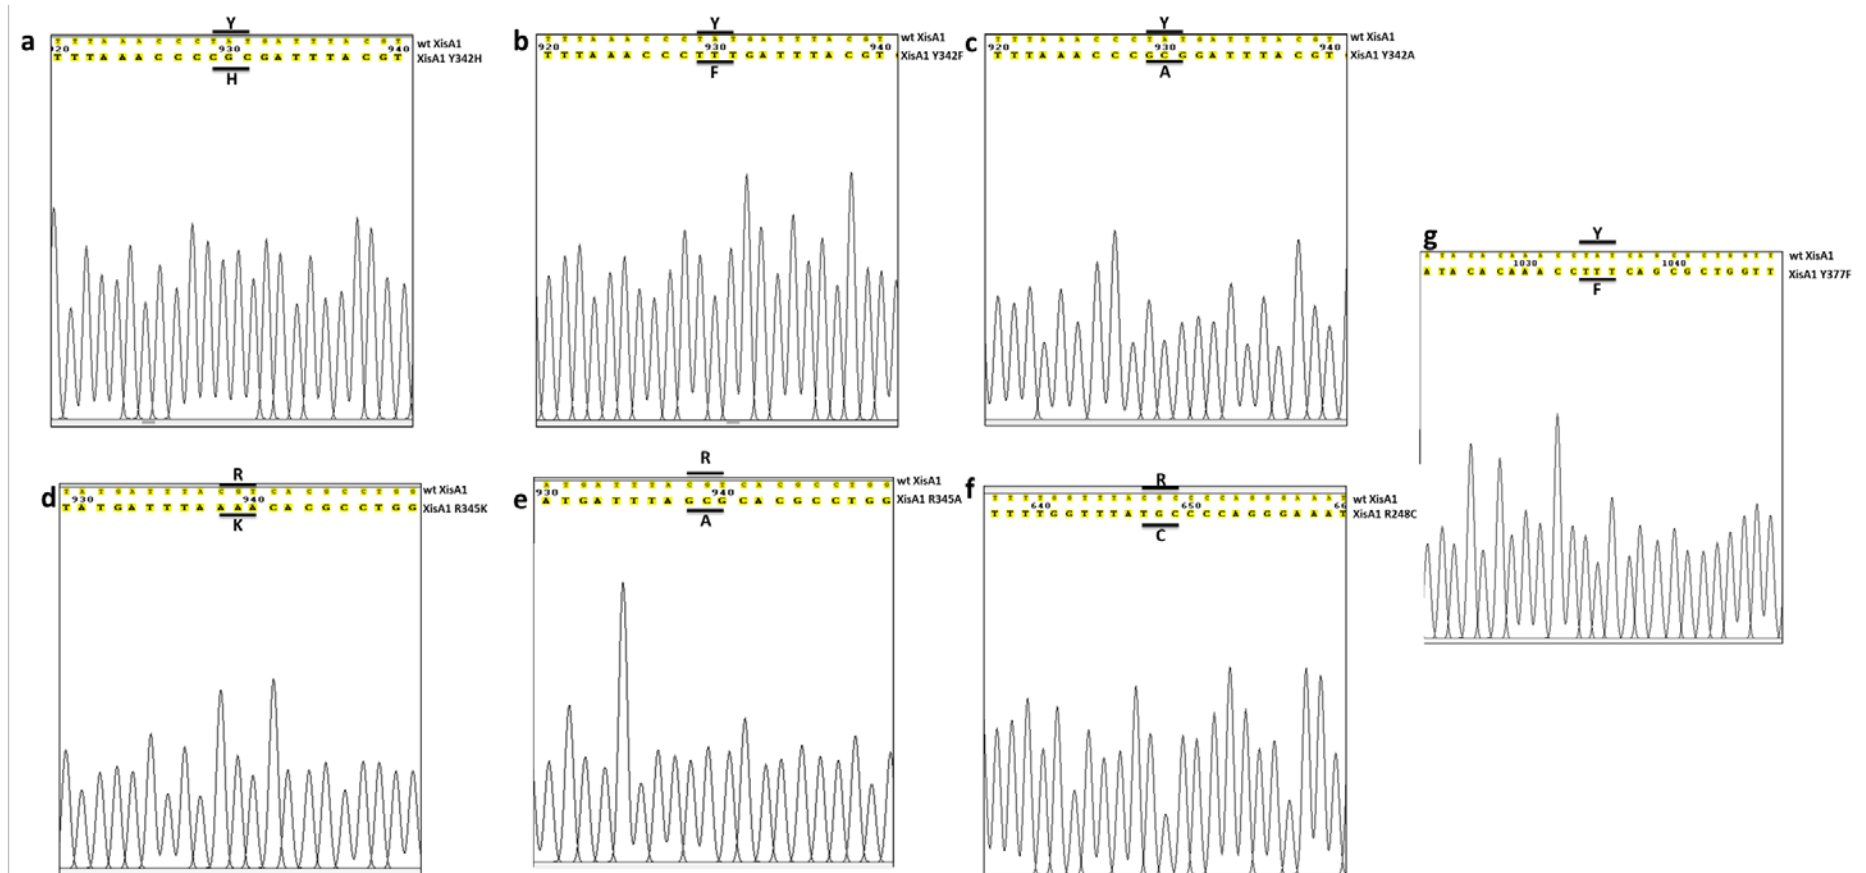 a
Y
T T T A A A C C C T A T G A T T T A C G T wt XisA1
920 930 940
T T T A A A C C C C G C G A T T T A C G T XisA1 Y342H
H
b
Y
T T T A A A C C C T A T G A T T T A C G T wt XisA1
920 930 940
T T T A A A C C C T T T G A T T T A C G T XisA1 Y342F
F
c
Y
T T T A A A C C C T A T G A T T T A C G T wt XisA1
920 930 940
T T T A A A C C C G C G G A T T T A C G T XisA1 Y342A
A
d
R
T A T G A T T T A C G T C A C G C C T G G wt XisA1
930 940
T A T G A T T T A A A A C A C G C C T G G XisA1 R345K
K
e
R
A T G A T T T A C G T C A C G C C T G G wt XisA1
930 940
A T G A T T T A G C G C A C G C C T G G XisA1 R345A
A
f
R
T T T T G G T T T A C G C C C C A G G G A A A T wt XisA1
640 650 66
T T T T G G T T T A T G C C C C A G G G A A A T XisA1 R248C
C
g
Y
A T A C A C A A A C C T A T C A G C G C T G G T T wt XisA1
1030 1040
A T A C A C A A A C C T T T C A G C G C T G G T T XisA1 Y377F
F